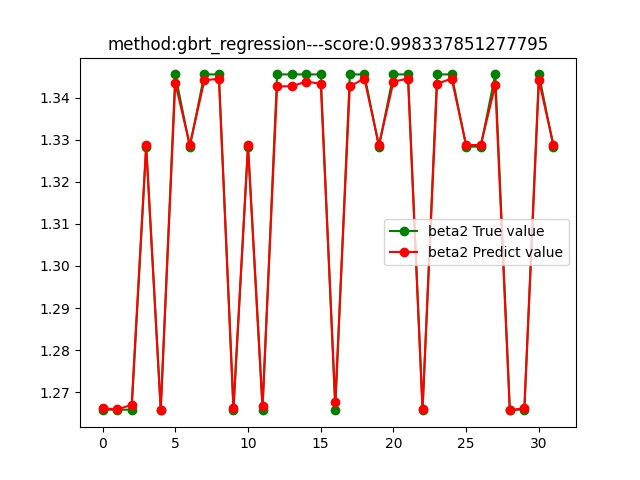 method:gbrt_regression---score:0.998337851277795
1.34
1.33
1.32
1.31
1.30
1.29
1.28
1.27
beta2 True value
beta2 Predict value
0 5 10 15 20 25 30